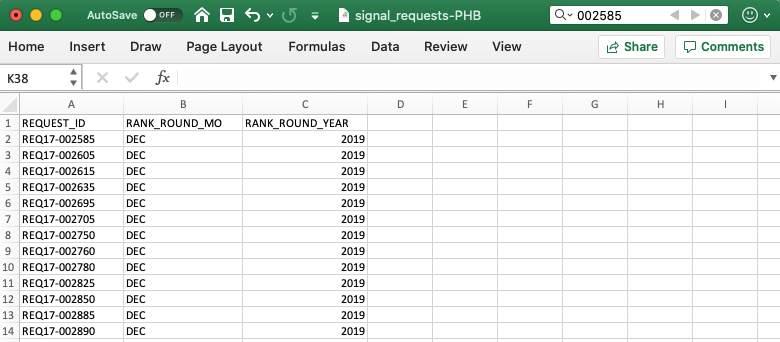 AutoSave OFF signal_requests-PHB 002585
Home Insert Draw Page Layout Formulas Data Review View Share Comments
K38 fx
A B C D E F G H I
1 REQUEST_ID RANK_ROUND_MO RANK_ROUND_YEAR
2 REQ17-002585 DEC 2019
3 REQ17-002605 DEC 2019
4 REQ17-002615 DEC 2019
5 REQ17-002635 DEC 2019
6 REQ17-002695 DEC 2019
7 REQ17-002705 DEC 2019
8 REQ17-002750 DEC 2019
9 REQ17-002760 DEC 2019
10 REQ17-002780 DEC 2019
11 REQ17-002825 DEC 2019
12 REQ17-002850 DEC 2019
13 REQ17-002885 DEC 2019
14 REQ17-002890 DEC 2019